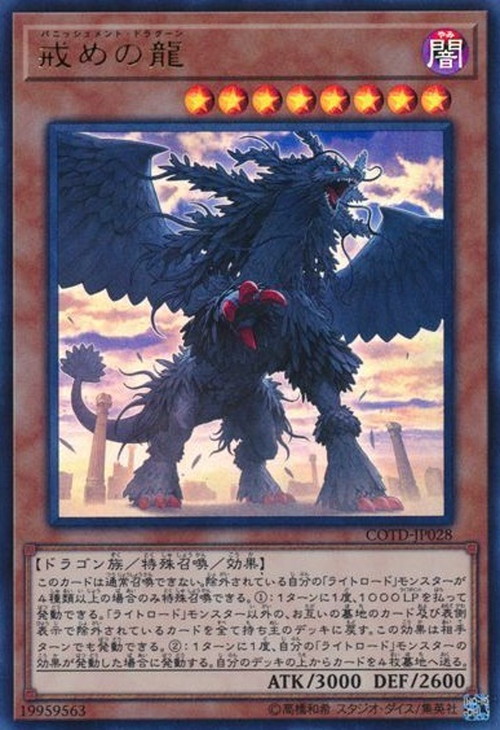 パニッシュメント・ドラグーン
戒めの龍
やみ
闇
COTD-JP028
【ドラゴン族／特殊召喚／効果】
このカードは通常召喚できない。除外されている自分の「ライトロード」モンスターが
４種類以上の場合のみ特殊召喚できる。①：１ターンに１度、１０００ＬＰを払って
発動できる。「ライトロード」モンスター以外の、お互いの墓地のカード及び表側
表示で除外されているカードを全て持ち主のデッキに戻す。この効果は相手
ターンでも発動できる。②：１ターンに１度、自分の「ライトロード」モンスターの
効果が発動した場合に発動する。自分のデッキの上からカードを４枚墓地へ送る。
ATK/3000 DEF/2600
19959563
©高橋和希 スタジオ・ダイス/集英社